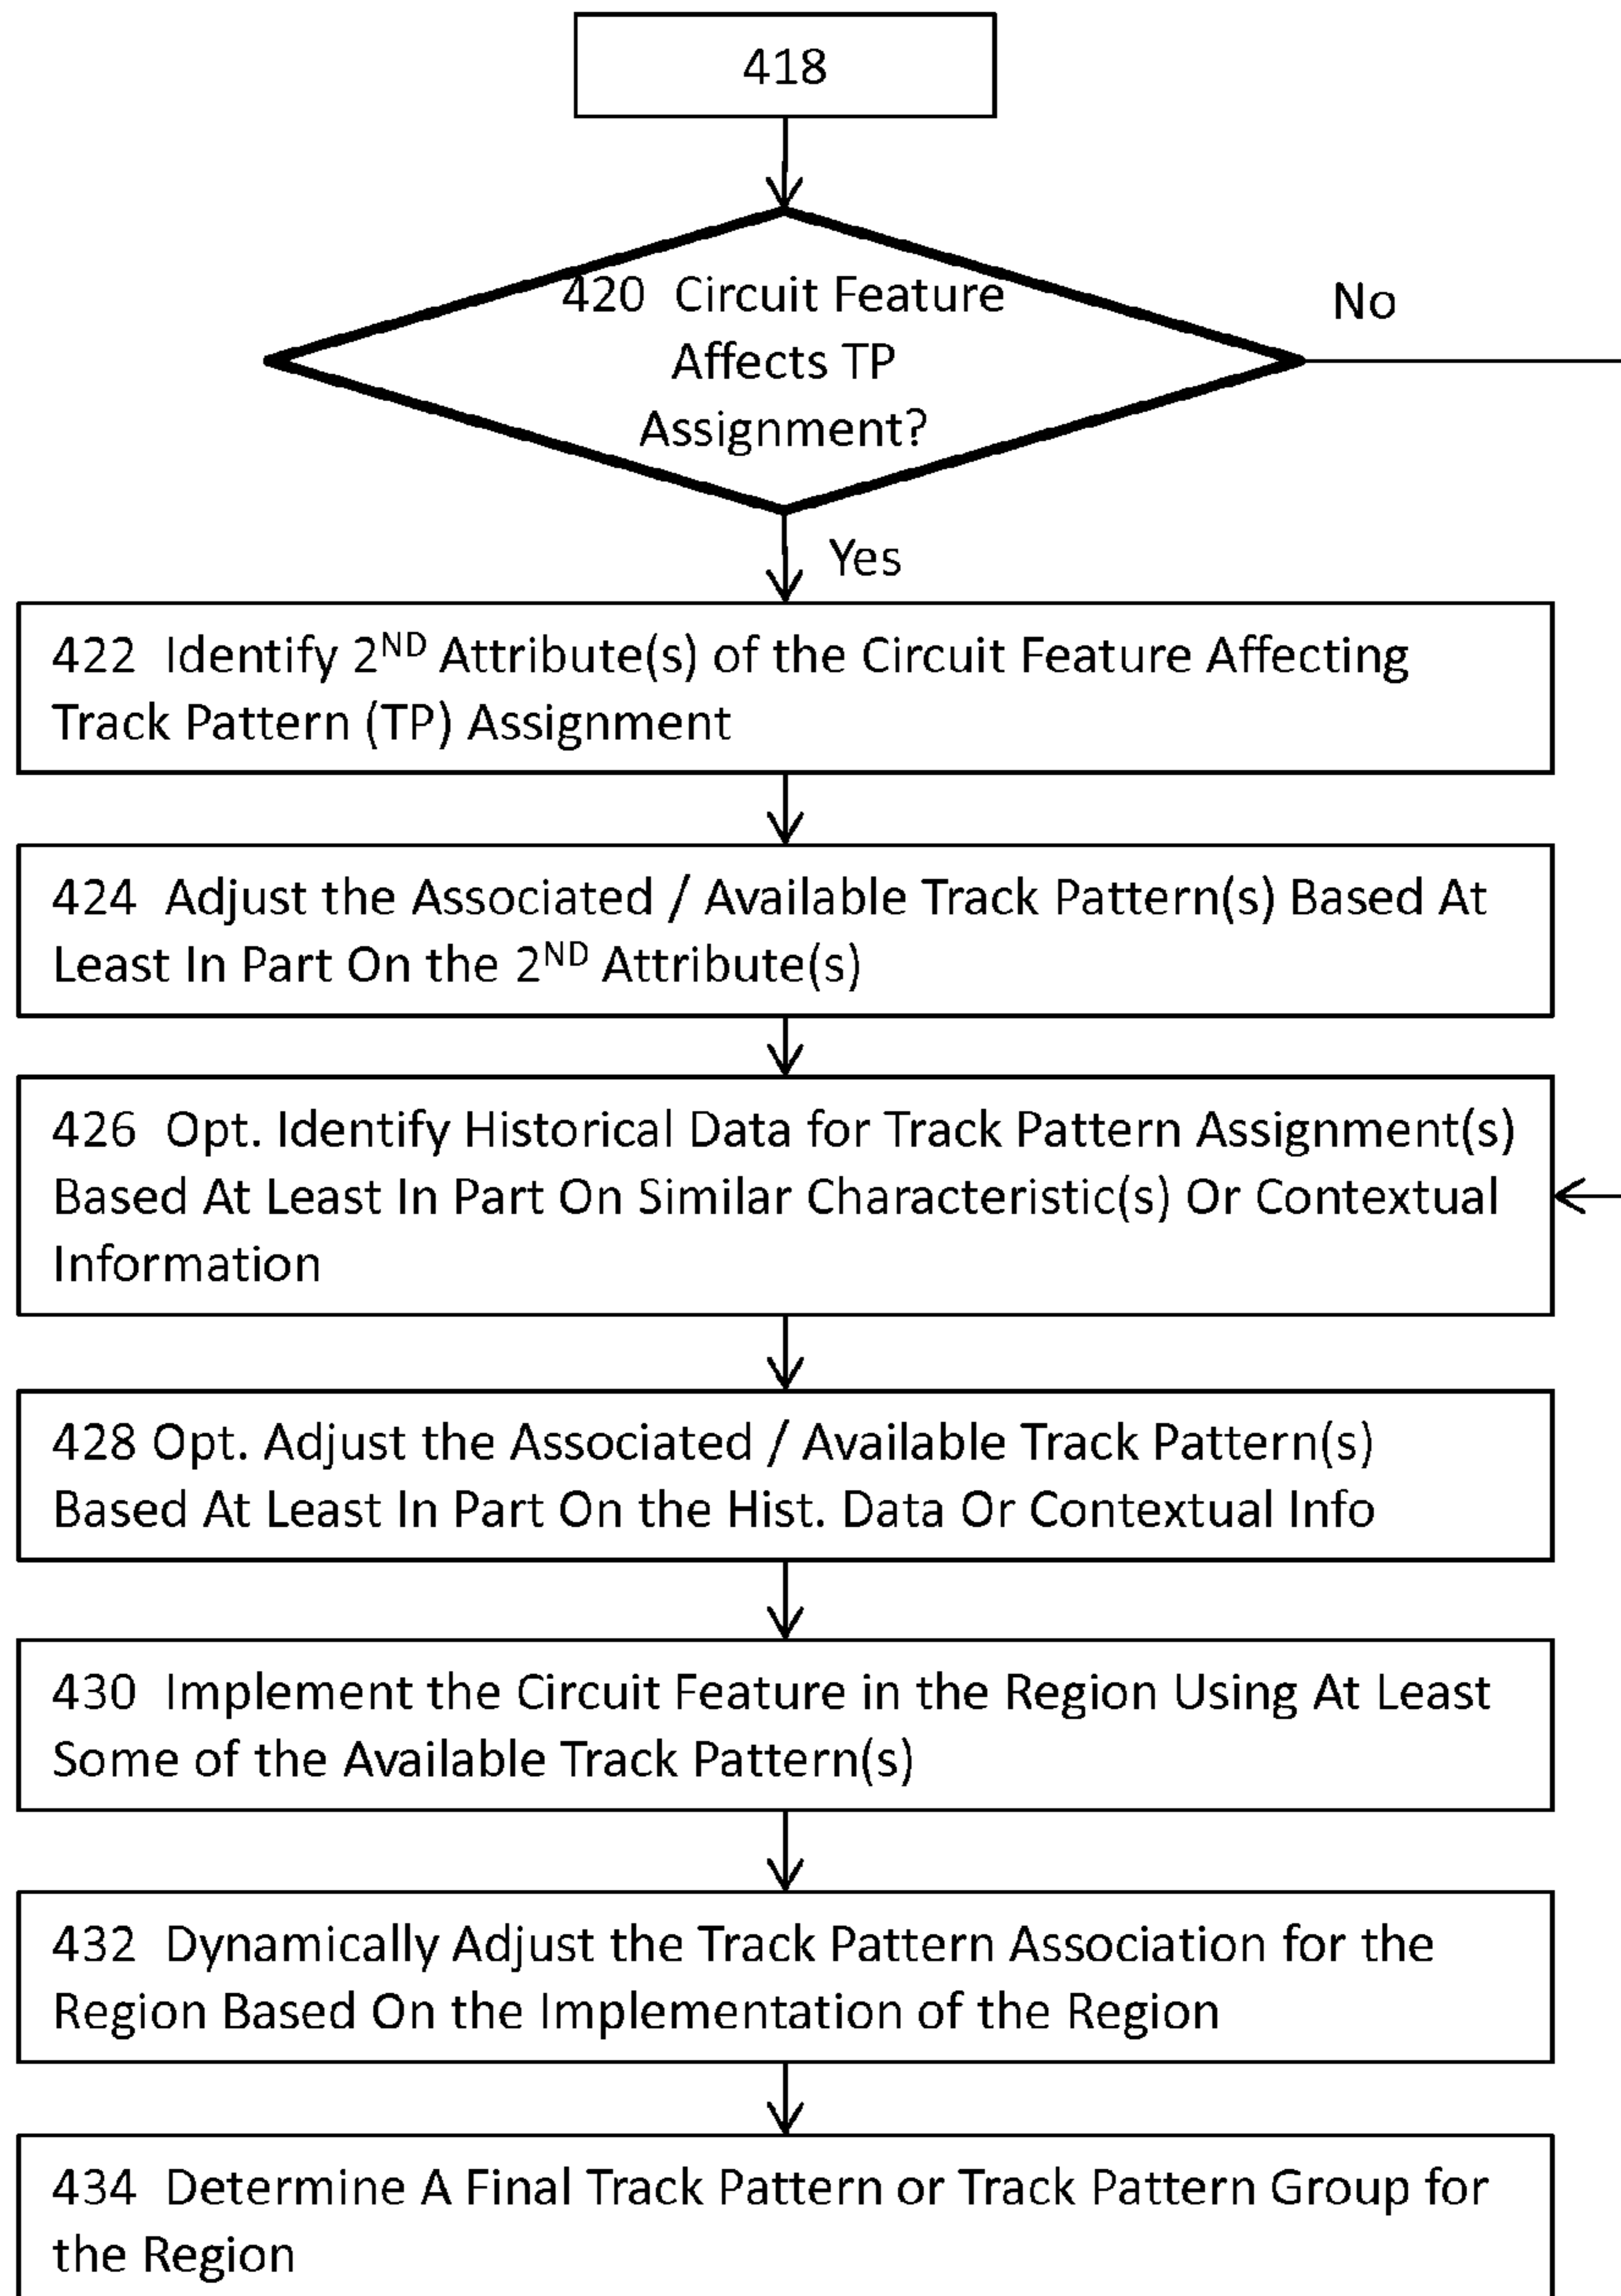 418
420 Circuit Feature
Affects TP
Assignment?
No
Yes
422 Identify 2ND Attribute(s) of the Circuit Feature Affecting
Track Pattern (TP) Assignment
424 Adjust the Associated / Available Track Pattern(s) Based At
Least In Part On the 2ND Attribute(s)
426 Opt. Identify Historical Data for Track Pattern Assignment(s)
Based At Least In Part On Similar Characteristic(s) Or Contextual
Information
428 Opt. Adjust the Associated / Available Track Pattern(s)
Based At Least In Part On the Hist. Data Or Contextual Info
430 Implement the Circuit Feature in the Region Using At Least
Some of the Available Track Pattern(s)
432 Dynamically Adjust the Track Pattern Association for the
Region Based On the Implementation of the Region
434 Determine A Final Track Pattern or Track Pattern Group for
the Region